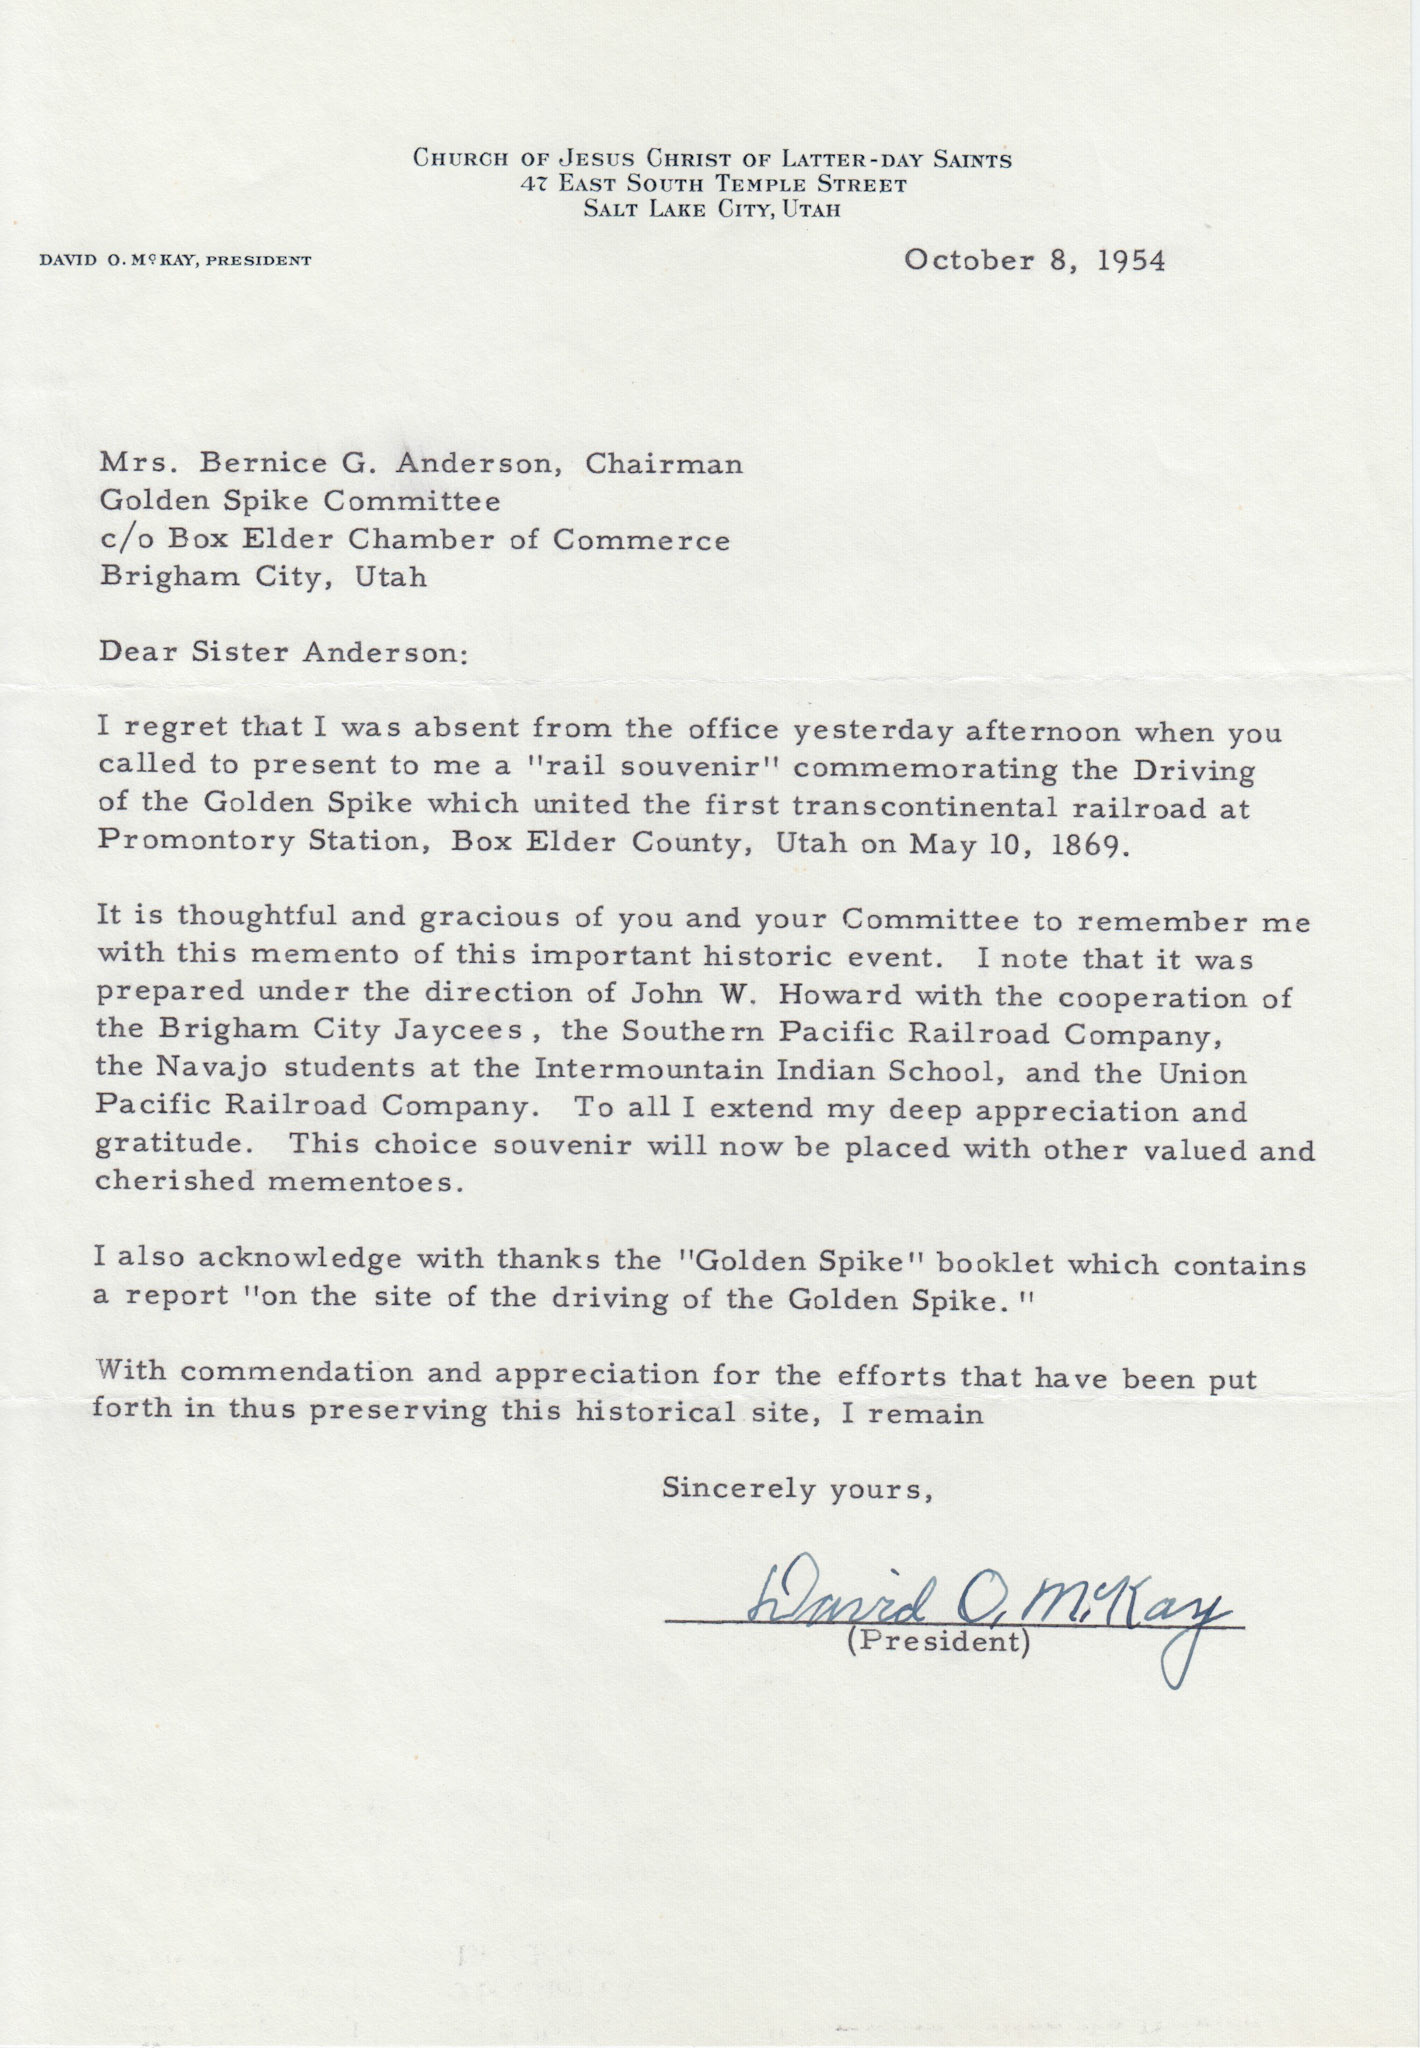 CHURCH OF JESUS CHRIST OF LATTER-DAY SAINTS
47 EAST SOUTH TEMPLE STREET
SALT LAKE CITY, UTAH
DAVID O. McKAY, PRESIDENT
October 8, 1954
Mrs. Bernice G. Anderson, Chairman
Golden Spike Committee
c/o Box Elder Chamber of Commerce
Brigham City, Utah
Dear Sister Anderson:
I regret that I was absent from the office yesterday afternoon when you
called to present to me a "rail souvenir" commemorating the Driving
of the Golden Spike which united the first transcontinental railroad at
Promontory Station, Box Elder County, Utah on May 10, 1869.
It is thoughtful and gracious of you and your Committee to remember me
with this memento of this important historic event. I note that it was
prepared under the direction of John W. Howard with the cooperation of
the Brigham City Jaycees, the Southern Pacific Railroad Company,
the Navajo students at the Intermountain Indian School, and the Union
Pacific Railroad Company. To all I extend my deep appreciation and
gratitude. This choice souvenir will now be placed with other valued and
cherished mementoes.
I also acknowledge with thanks the "Golden Spike" booklet which contains
a report "on the site of the driving of the Golden Spike."
With commendation and appreciation for the efforts that have been put
forth in thus preserving this historical site, I remain
Sincerely yours,
David O. McKay
(President)